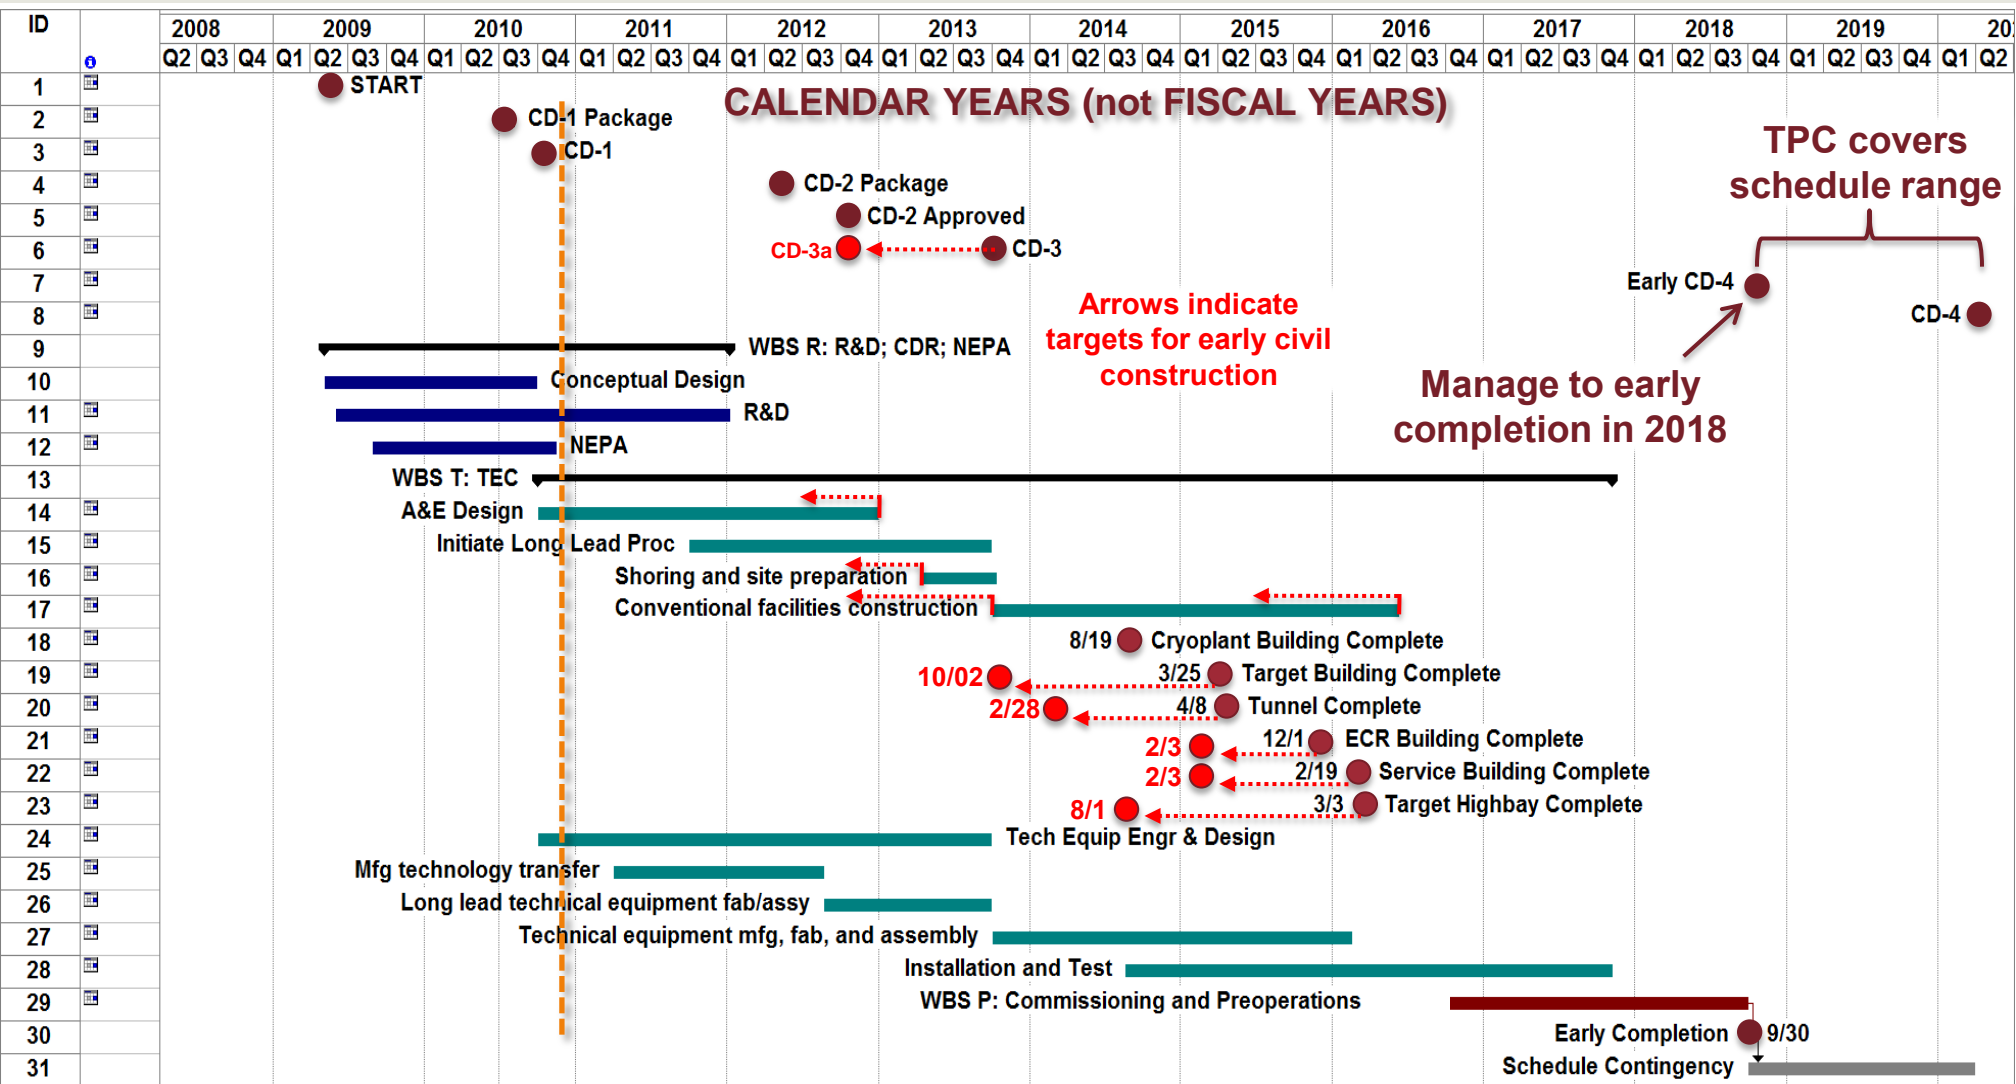 ID 2008 2009 2010 2011 2012 2013 2014 2015 2016 2017 2018 2019 20
i Q2 Q3 Q4 Q1 Q2 Q3 Q4 Q1 Q2 Q3 Q4 Q1 Q2 Q3 Q4 Q1 Q2 Q3 Q4 Q1 Q2 Q3 Q4 Q1 Q2 Q3 Q4 Q1 Q2 Q3 Q4 Q1 Q2 Q3 Q4 Q1 Q2 Q3 Q4 Q1 Q2 Q3 Q4 Q1 Q2 Q3 Q4 Q1 Q2
1 START
CALENDAR YEARS (not FISCAL YEARS)
2 CD-1 Package
3 CD-1
TPC covers
schedule range
4 CD-2 Package
5 CD-2 Approved
6 CD-3a CD-3
7 Early CD-4
8 CD-4
Arrows indicate
targets for early civil
construction
9 WBS R: R&D; CDR; NEPA
10 Conceptual Design
Manage to early
completion in 2018
11 R&D
12 NEPA
13 WBS T: TEC
14 A&E Design
15 Initiate Long Lead Proc
16 Shoring and site preparation
17 Conventional facilities construction
18 8/19 Cryoplant Building Complete
19 10/02 3/25 Target Building Complete
20 2/28 4/8 Tunnel Complete
21 2/3 12/1 ECR Building Complete
22 2/3 2/19 Service Building Complete
23 8/1 3/3 Target Highbay Complete
24 Tech Equip Engr & Design
25 Mfg technology transfer
26 Long lead technical equipment fab/assy
27 Technical equipment mfg, fab, and assembly
28 Installation and Test
29 WBS P: Commissioning and Preoperations
30 Early Completion 9/30
31 Schedule Contingency